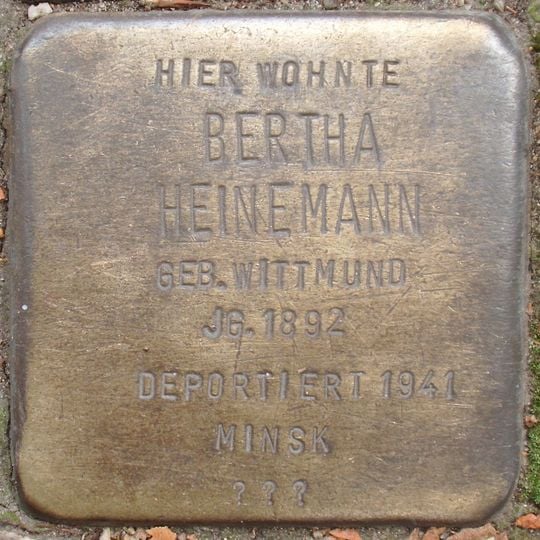 HIER WOHNTE
BERTHA
HEINEMANN
GEB. WITTMUND
JG. 1892
DEPORTIERT 1941
MINSK
? ? ?